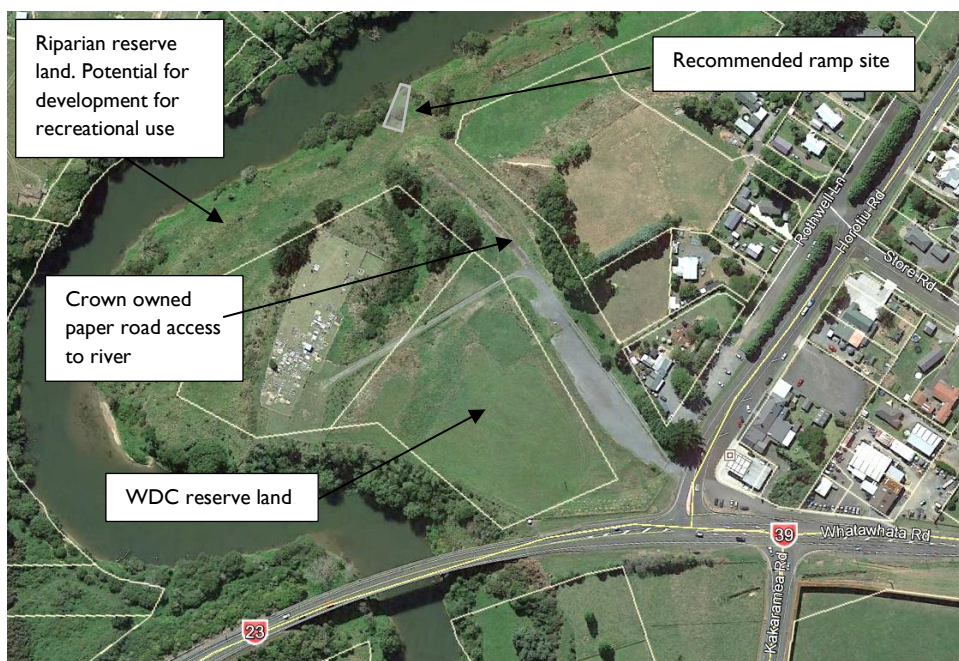 Riparian reserve
land. Potential for
development for
recreational use
Recommended ramp site
Crown owned
paper road access
to river
WDC reserve land
Rothwell Ln
Horotiu Rd
Store Rd
39
Whatawhata Rd
Kakaramea Rd
23